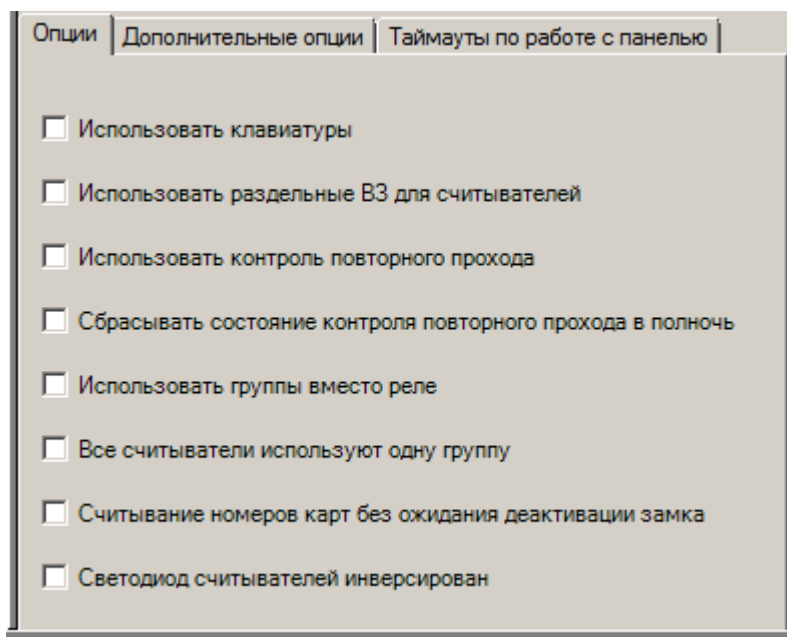 Опции Дополнительные опции Таймауты по работе с панелью
Использовать клавиатуры
Использовать раздельные ВЗ для считывателей
Использовать контроль повторного прохода
Сбрасывать состояние контроля повторного прохода в полночь
Использовать группы вместо реле
Все считыватели используют одну группу
Считывание номеров карт без ожидания деактивации замка
Светодиод считывателей инверсирован